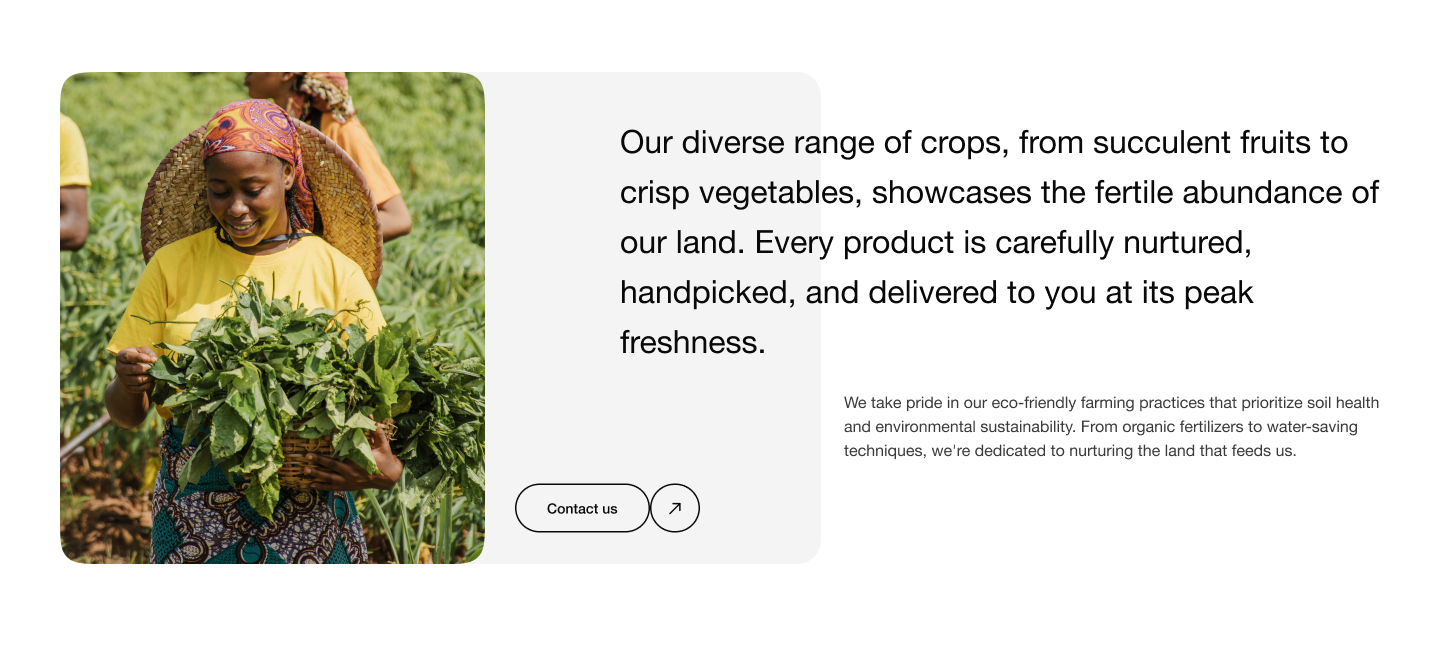 Our diverse range of crops, from succulent fruits to
crisp vegetables, showcases the fertile abundance of
our land. Every product is carefully nurtured,
handpicked, and delivered to you at its peak
freshness.
We take pride in our eco-friendly farming practices that prioritize soil health
and environmental sustainability. From organic fertilizers to water-saving
techniques, we're dedicated to nurturing the land that feeds us.
Contact us